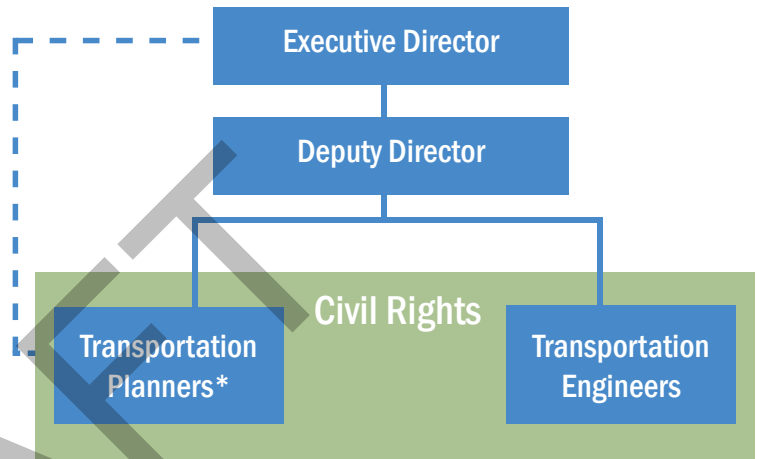 Executive Director
Deputy Director
Civil Rights
Transportation
Planners*
Transportation
Engineers